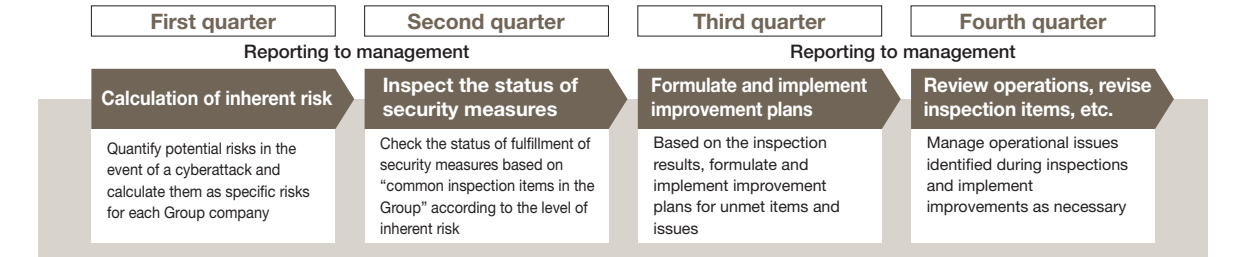 First quarter
Second quarter
Third quarter
Fourth quarter
Reporting to management
Reporting to management
Calculation of inherent risk
Quantify potential risks in the
event of a cyberattack and
calculate them as specific risks
for each Group company
Inspect the status of
security measures
Check the status of fulfillment of
security measures based on
“common inspection items in the
Group” according to the level of
inherent risk
Formulate and implement
improvement plans
Based on the inspection
results, formulate and
implement improvement
plans for unmet items and
issues
Review operations, revise
inspection items, etc.
Manage operational issues
identified during inspections
and implement
improvements as necessary